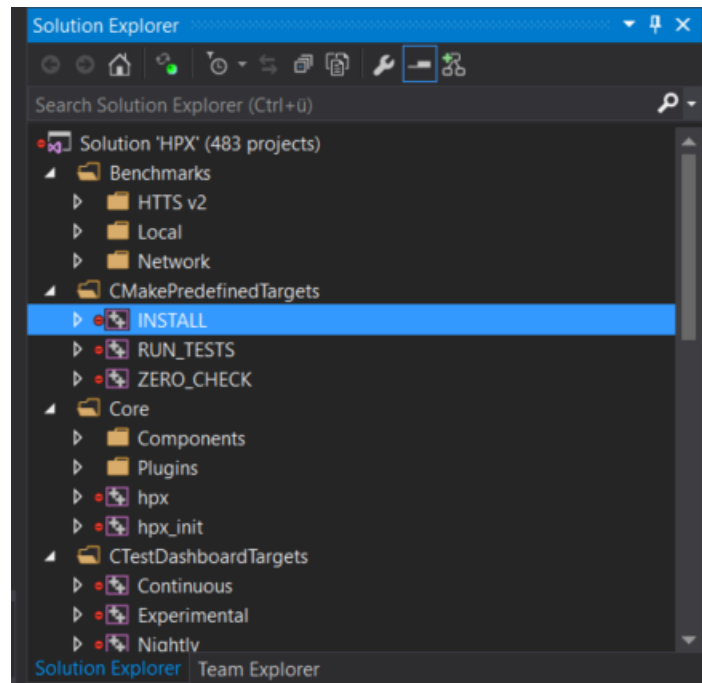 Solution Explorer
Search Solution Explorer (Ctrl+ü)
Solution 'HPX' (483 projects)
Benchmarks
HTTS v2
Local
Network
CMakePredefinedTargets
INSTALL
RUN_TESTS
ZERO_CHECK
Core
Components
Plugins
hpx
hpx_init
CTestDashboardTargets
Continuous
Experimental
Nightly
Solution Explorer Team Explorer